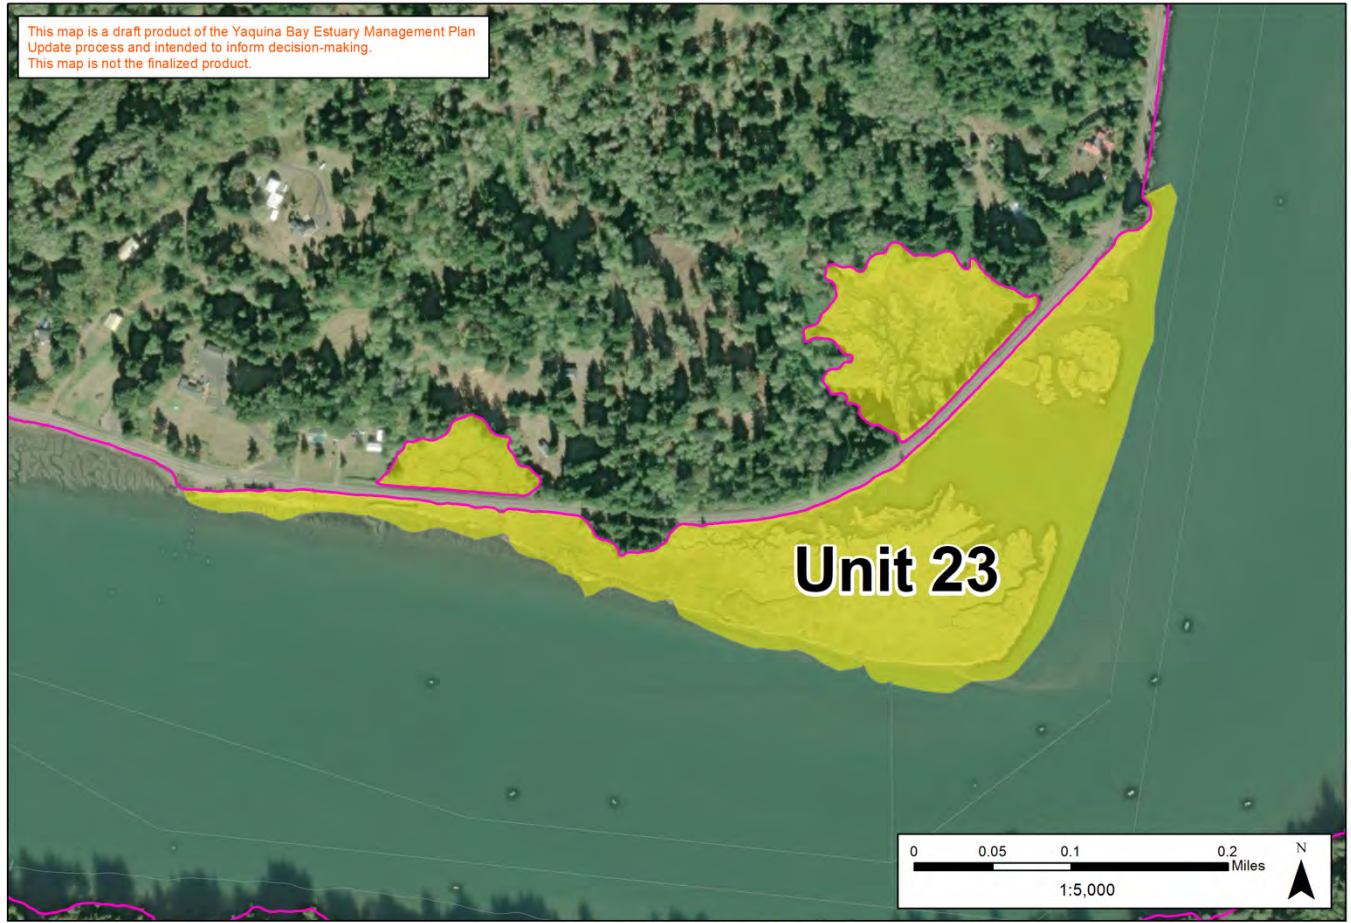 This map is a draft product of the Yaquina Bay Estuary Management Plan
Update process and intended to inform decision-making.
This map is not the finalized product.
Unit 23
0 0.05 0.1 0.2
Miles
1:5,000
N